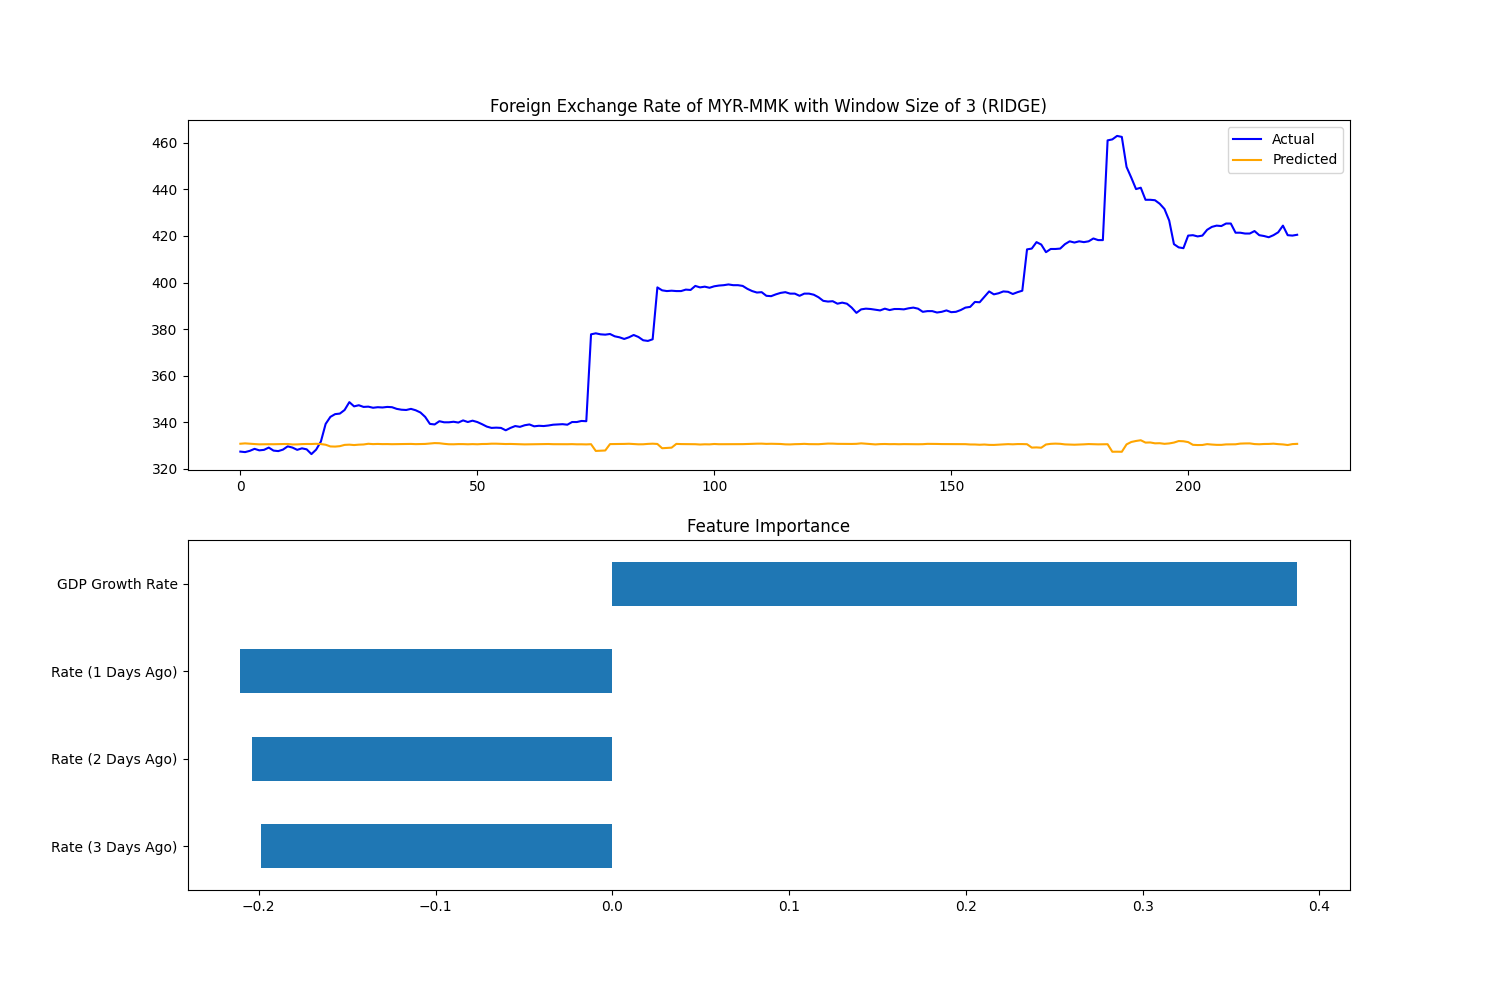 Foreign Exchange Rate of MYR-MMK with Window Size of 3 (RIDGE)
460
440
420
400
380
360
340
320
Actual
Predicted
0 50 100 150 200
Feature Importance
GDP Growth Rate
Rate (1 Days Ago)
Rate (2 Days Ago)
Rate (3 Days Ago)
−0.2 −0.1 0.0 0.1 0.2 0.3 0.4